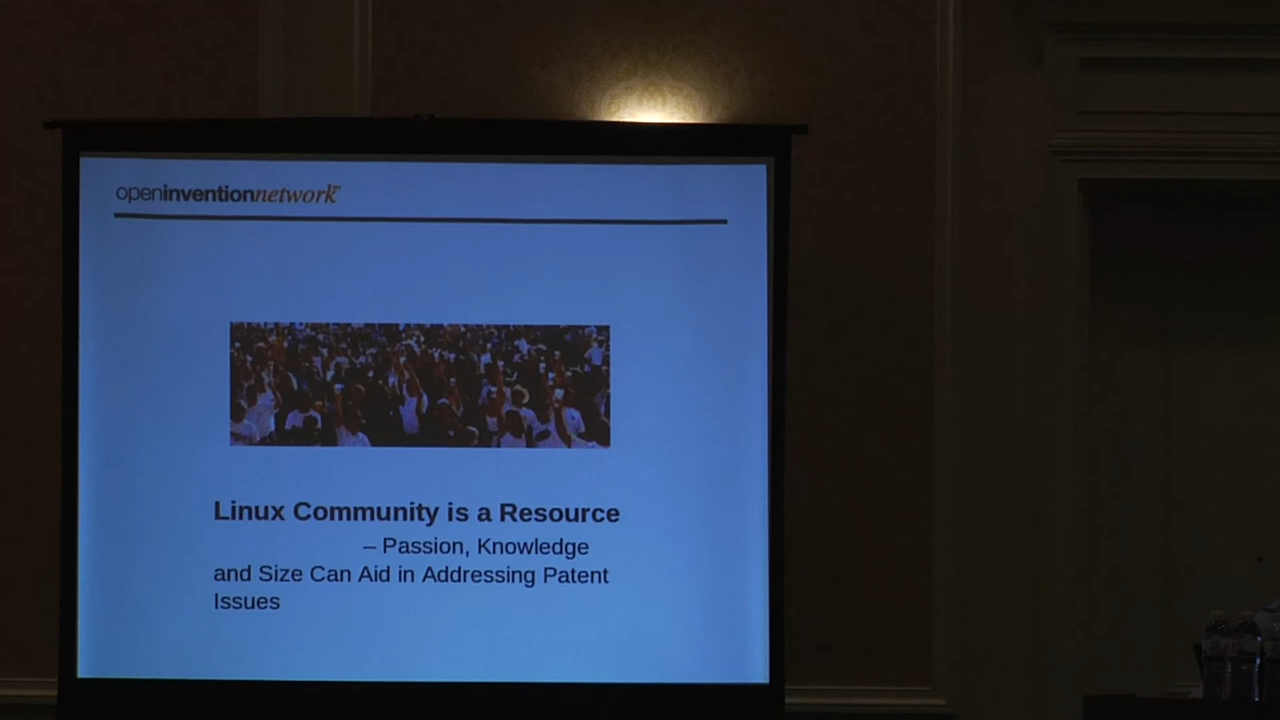 openinventionnetwork
Linux Community is a Resource
– Passion, Knowledge
and Size Can Aid in Addressing Patent
Issues